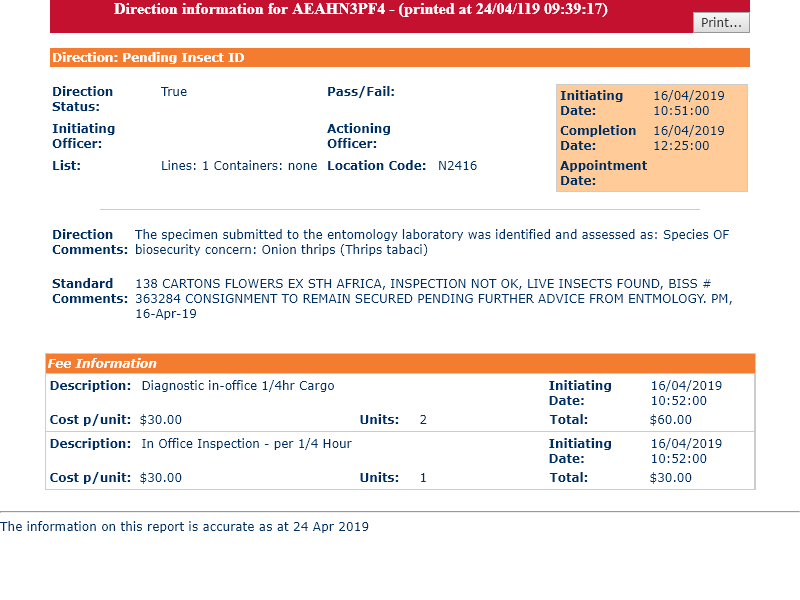 Direction information for AEAHN3PF4 - (printed at 24/04/119 09:39:17)
Print...
Direction: Pending Insect ID
Direction Status: True Pass/Fail:
Initiating Date: 16/04/2019 10:51:00
Initiating Officer: Actioning Officer:
Completion Date: 16/04/2019 12:25:00
List: Lines: 1 Containers: none Location Code: N2416
Appointment Date:
Direction Comments: The specimen submitted to the entomology laboratory was identified and assessed as: Species OF
biosecurity concern: Onion thrips (Thrips tabaci)
Standard Comments: 138 CARTONS FLOWERS EX STH AFRICA, INSPECTION NOT OK, LIVE INSECTS FOUND, BISS #
363284 CONSIGNMENT TO REMAIN SECURED PENDING FURTHER ADVICE FROM ENTMOLOGY. PM,
16-Apr-19
Fee Information
Description: Diagnostic in-office 1/4hr Cargo Initiating Date: 16/04/2019 10:52:00
Cost p/unit: $30.00 Units: 2 Total: $60.00
Description: In Office Inspection - per 1/4 Hour Initiating Date: 16/04/2019 10:52:00
Cost p/unit: $30.00 Units: 1 Total: $30.00
The information on this report is accurate as at 24 Apr 2019